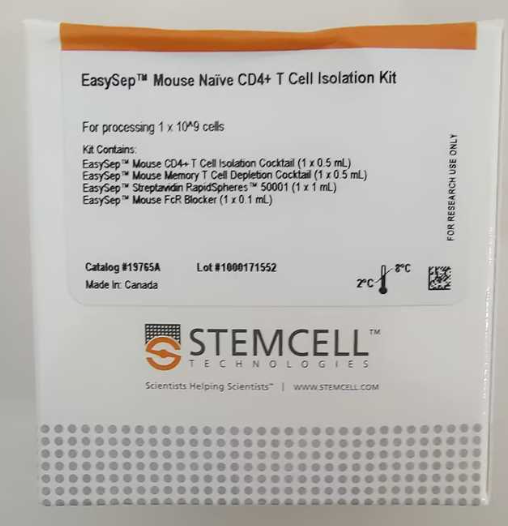 EasySep™ Mouse Naïve CD4+ T Cell Isolation Kit
For processing 1 x 10^9 cells
Kit Contains:
EasySep™ Mouse CD4+ T Cell Isolation Cocktail (1 x 0.5 mL)
EasySep™ Mouse Memory T Cell Depletion Cocktail (1 x 0.5 mL)
EasySep™ Streptavidin RapidSpheres™ 50001 (1 x 1 mL)
EasySep™ Mouse FcR Blocker (1 x 0.1 mL)
FOR RESEARCH USE ONLY
Catalog #19765A Lot #1000171552
Made in: Canada
2°C 8°C
STEMCELL™
TECHNOLOGIES
Scientists Helping Scientists™ | WWW.STEMCELL.COM